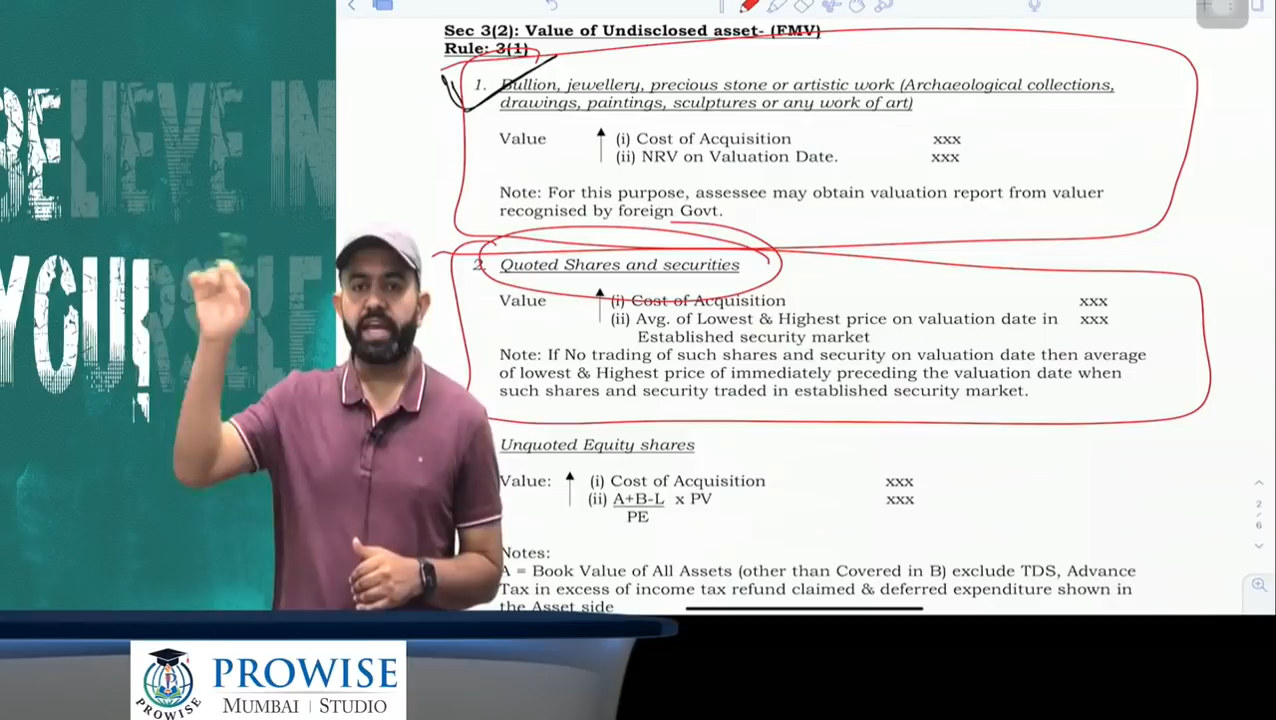 BELIEVE IN
YOURSELF
Sec 3(2): Value of Undisclosed asset- (FMV)
Rule: 3(1)
1. Bullion, jewellery, precious stone or artistic work (Archaeological collections,
drawings, paintings, sculptures or any work of art)
Value (i) Cost of Acquisition xxx
(ii) NRV on Valuation Date. xxx
Note: For this purpose, assessee may obtain valuation report from valuer
recognised by foreign Govt.
2. Quoted Shares and securities
Value (i) Cost of Acquisition xxx
(ii) Avg. of Lowest & Highest price on valuation date in xxx
Established security market
Note: If No trading of such shares and security on valuation date then average
of lowest & Highest price of immediately preceding the valuation date when
such shares and security traded in established security market.
Unquoted Equity shares
Value: (i) Cost of Acquisition xxx
(ii) A+B-L x PV xxx
PE
Notes:
A = Book Value of All Assets (other than Covered in B) exclude TDS, Advance
Tax in excess of income tax refund claimed & deferred expenditure shown in
the Asset side
2
6
PROWISE
PROWISE
MUMBAI | STUDIO